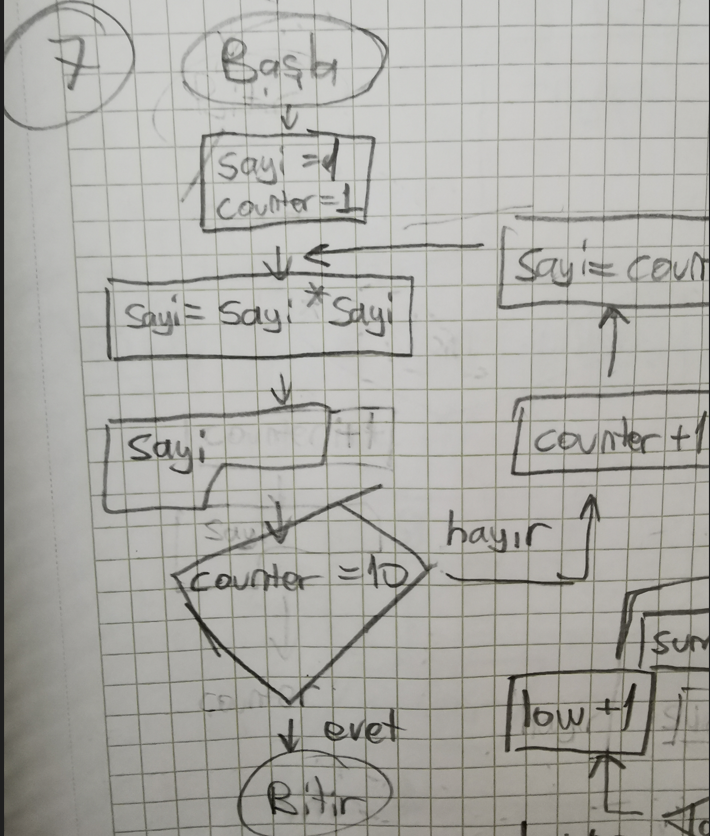 7
Başla
sayi = 1
counter = 1
sayi = sayi * sayi
sayi = coun
sayi
counter +1
hayır
counter = 10
sum
low +1
evet
Bitir